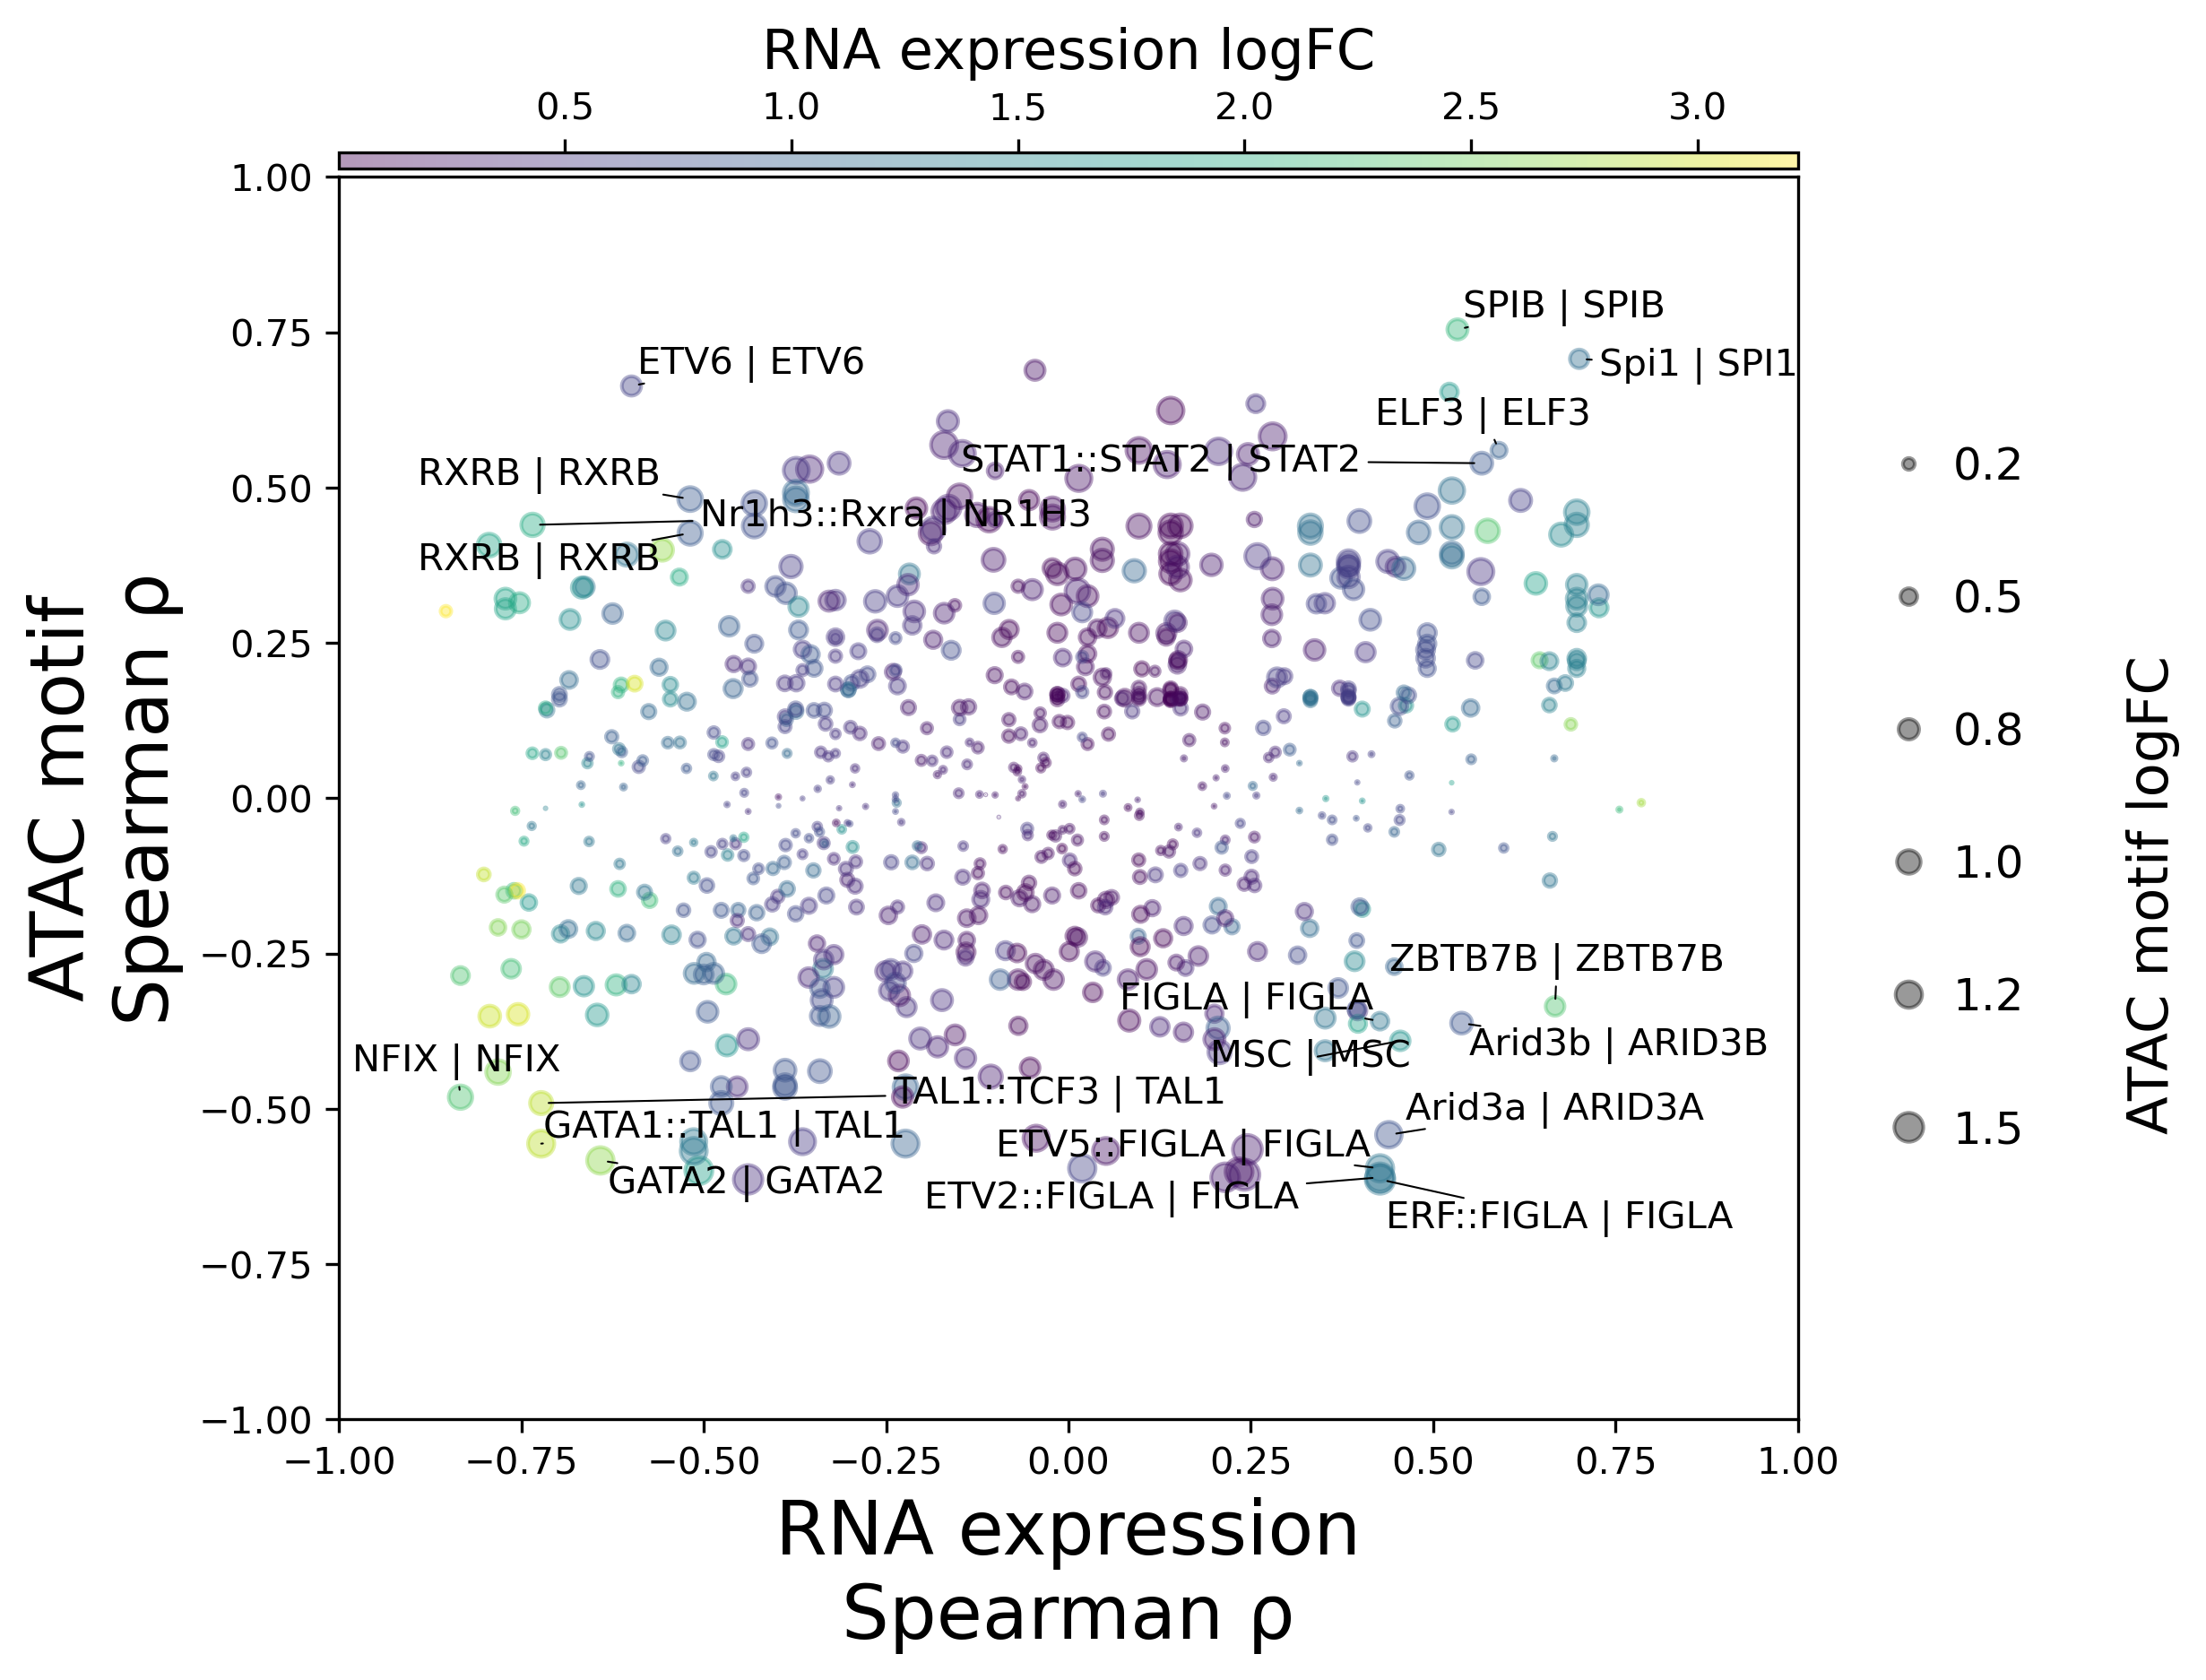 RNA expression logFC
0.5 1.0 1.5 2.0 2.5 3.0
1.00
0.75
0.50
0.25
0.00
−0.25
−0.50
−0.75
−1.00
ATAC motif
Spearman ρ
SPIB | SPIB
Spi1 | SPI1
ETV6 | ETV6
ELF3 | ELF3
STAT1::STAT2 | STAT2
RXRB | RXRB
Nr1h3::Rxra | NR1H3
RXRB | RXRB
ZBTB7B | ZBTB7B
FIGLA | FIGLA
Arid3b | ARID3B
MSC | MSC
NFIX | NFIX
TAL1::TCF3 | TAL1
Arid3a | ARID3A
GATA1::TAL1 | TAL1
ETV5::FIGLA | FIGLA
GATA2 | GATA2
ETV2::FIGLA | FIGLA
ERF::FIGLA | FIGLA
−1.00 −0.75 −0.50 −0.25 0.00 0.25 0.50 0.75 1.00
RNA expression
Spearman ρ
0.2
0.5
0.8
1.0
1.2
1.5
ATAC motif logFC